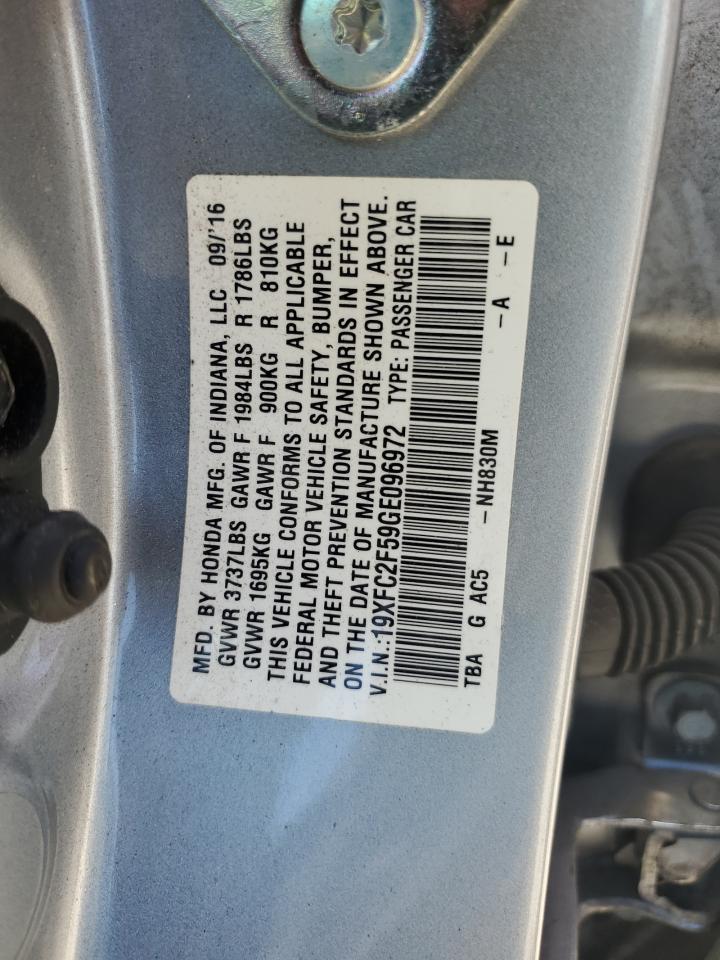 MFD. BY HONDA MFG. OF INDIANA, LLC 09/'16
GVWR 3737LBS GAWR F 1984LBS R 1786LBS
GVWR 1695KG GAWR F 900KG R 810KG
THIS VEHICLE CONFORMS TO ALL APPLICABLE
FEDERAL MOTOR VEHICLE SAFETY, BUMPER,
AND THEFT PREVENTION STANDARDS IN EFFECT
ON THE DATE OF MANUFACTURE SHOWN ABOVE.
V.I.N.:19XFC2F59GE096972 TYPE: PASSENGER CAR
TBA G AC5 -NH830M -A -E